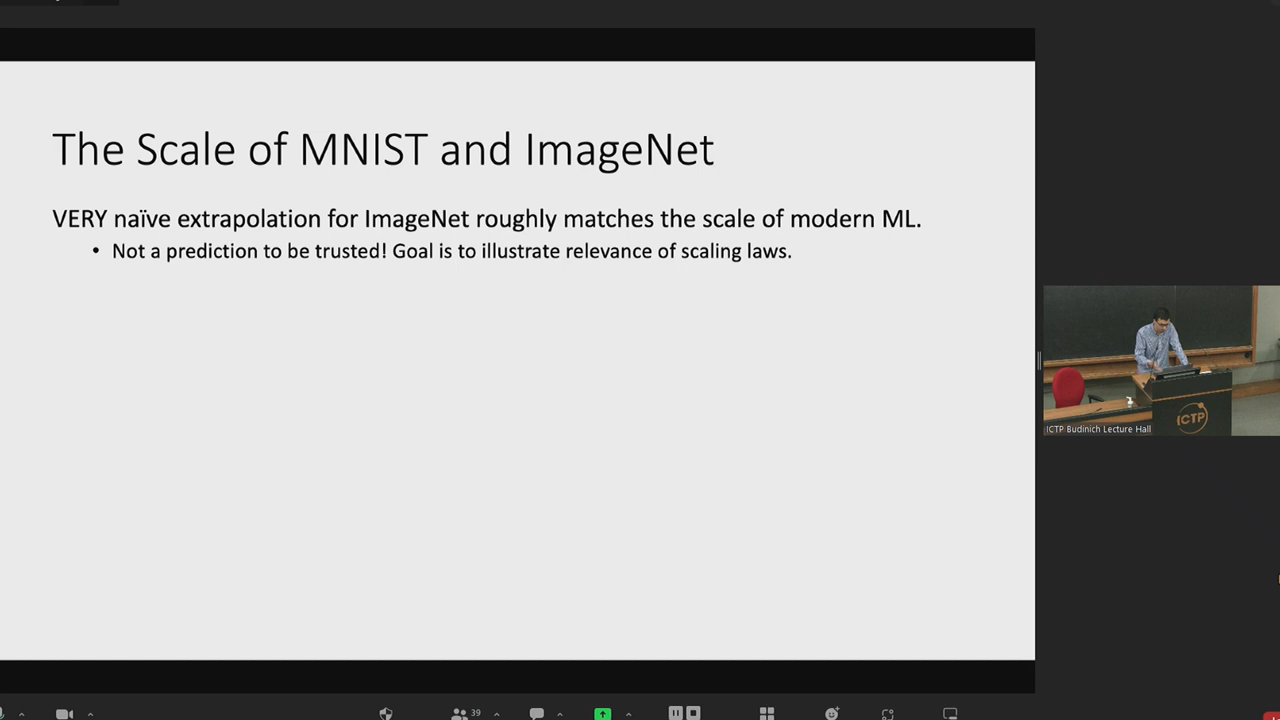 The Scale of MNIST and ImageNet
VERY naïve extrapolation for ImageNet roughly matches the scale of modern ML.
• Not a prediction to be trusted! Goal is to illustrate relevance of scaling laws.
ICTP
ICTP Budinich Lecture Hall
39